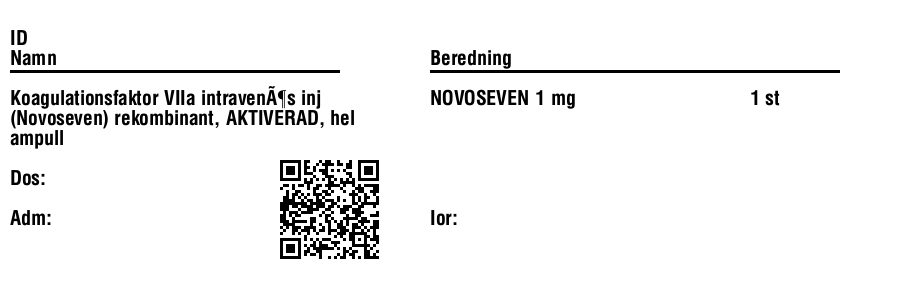 ID
Namn
Beredning
Koagulationsfaktor VIIa intravenÃ¶s inj
(Novoseven) rekombinant, AKTIVERAD, hel
ampull
NOVOSEVEN 1 mg 1 st
Dos:
Adm:
Ior: